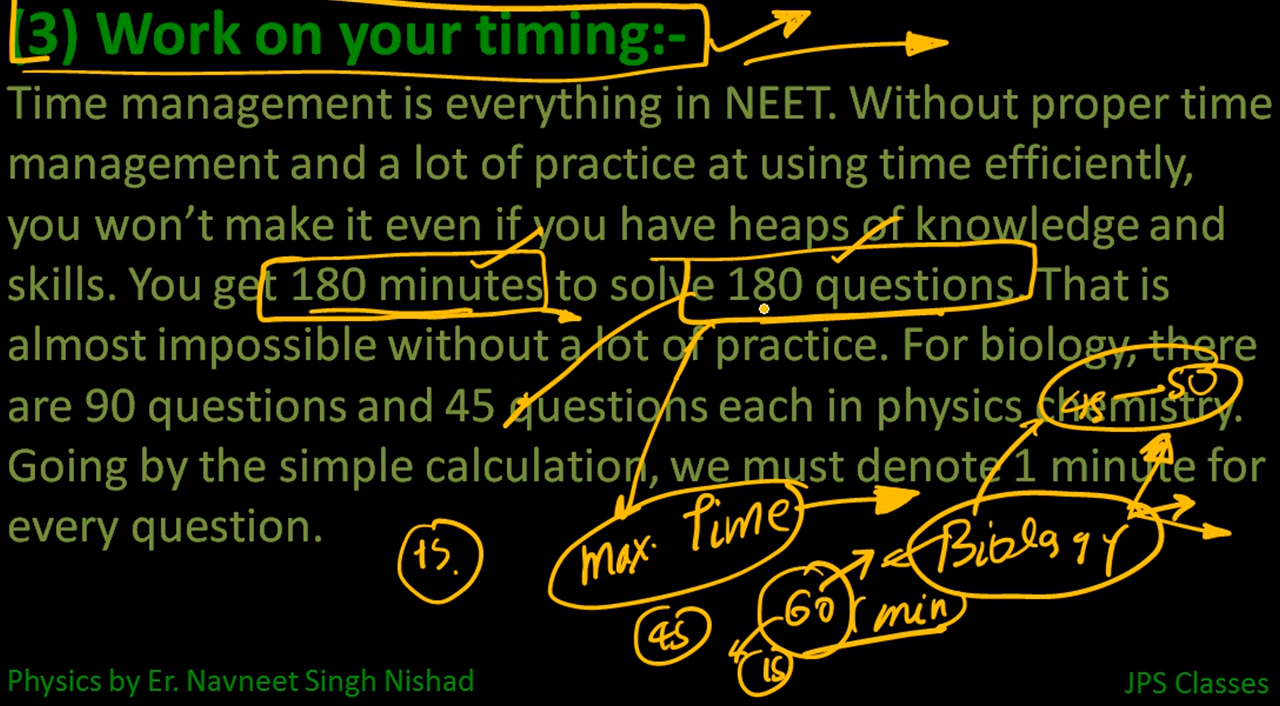 (3) Work on your timing:-
Time management is everything in NEET. Without proper time
management and a lot of practice at using time efficiently,
you won’t make it even if you have heaps of knowledge and
skills. You get 180 minutes to solve 180 questions. That is
almost impossible without a lot of practice. For biology, there
are 90 questions and 45 questions each in physics chemistry.
Going by the simple calculation, we must denote 1 minute for
every question.
45 — 50
max. Time
Biology
15.
60 min
45
15
Physics by Er. Navneet Singh Nishad
JPS Classes